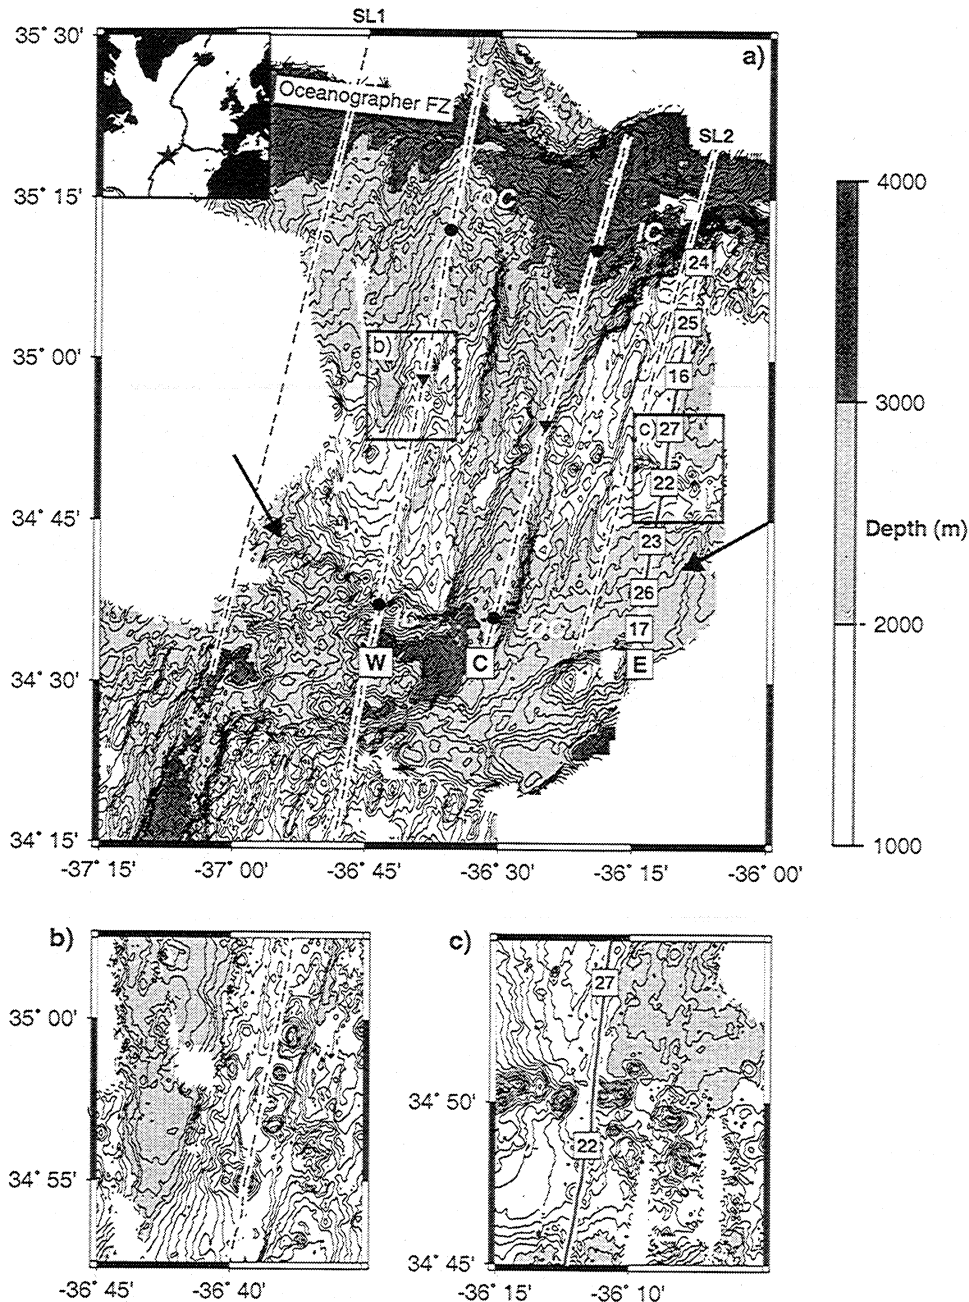 SL1
35° 30'
a)
Oceanographer FZ
SL2
35° 15'
4000
OC
IC
24
25
35° 00'
b)
16
3000
c) 27
22
34° 45'
23
Depth (m)
26
2000
17
OC
W
C
E
34° 30'
34° 15'
1000
-37° 15'
-37° 00'
-36° 45'
-36° 30'
-36° 15'
-36° 00'
b)
c)
27
35° 00'
34° 50'
22
34° 55'
34° 45'
-36° 45'
-36° 40'
-36° 15'
-36° 10'